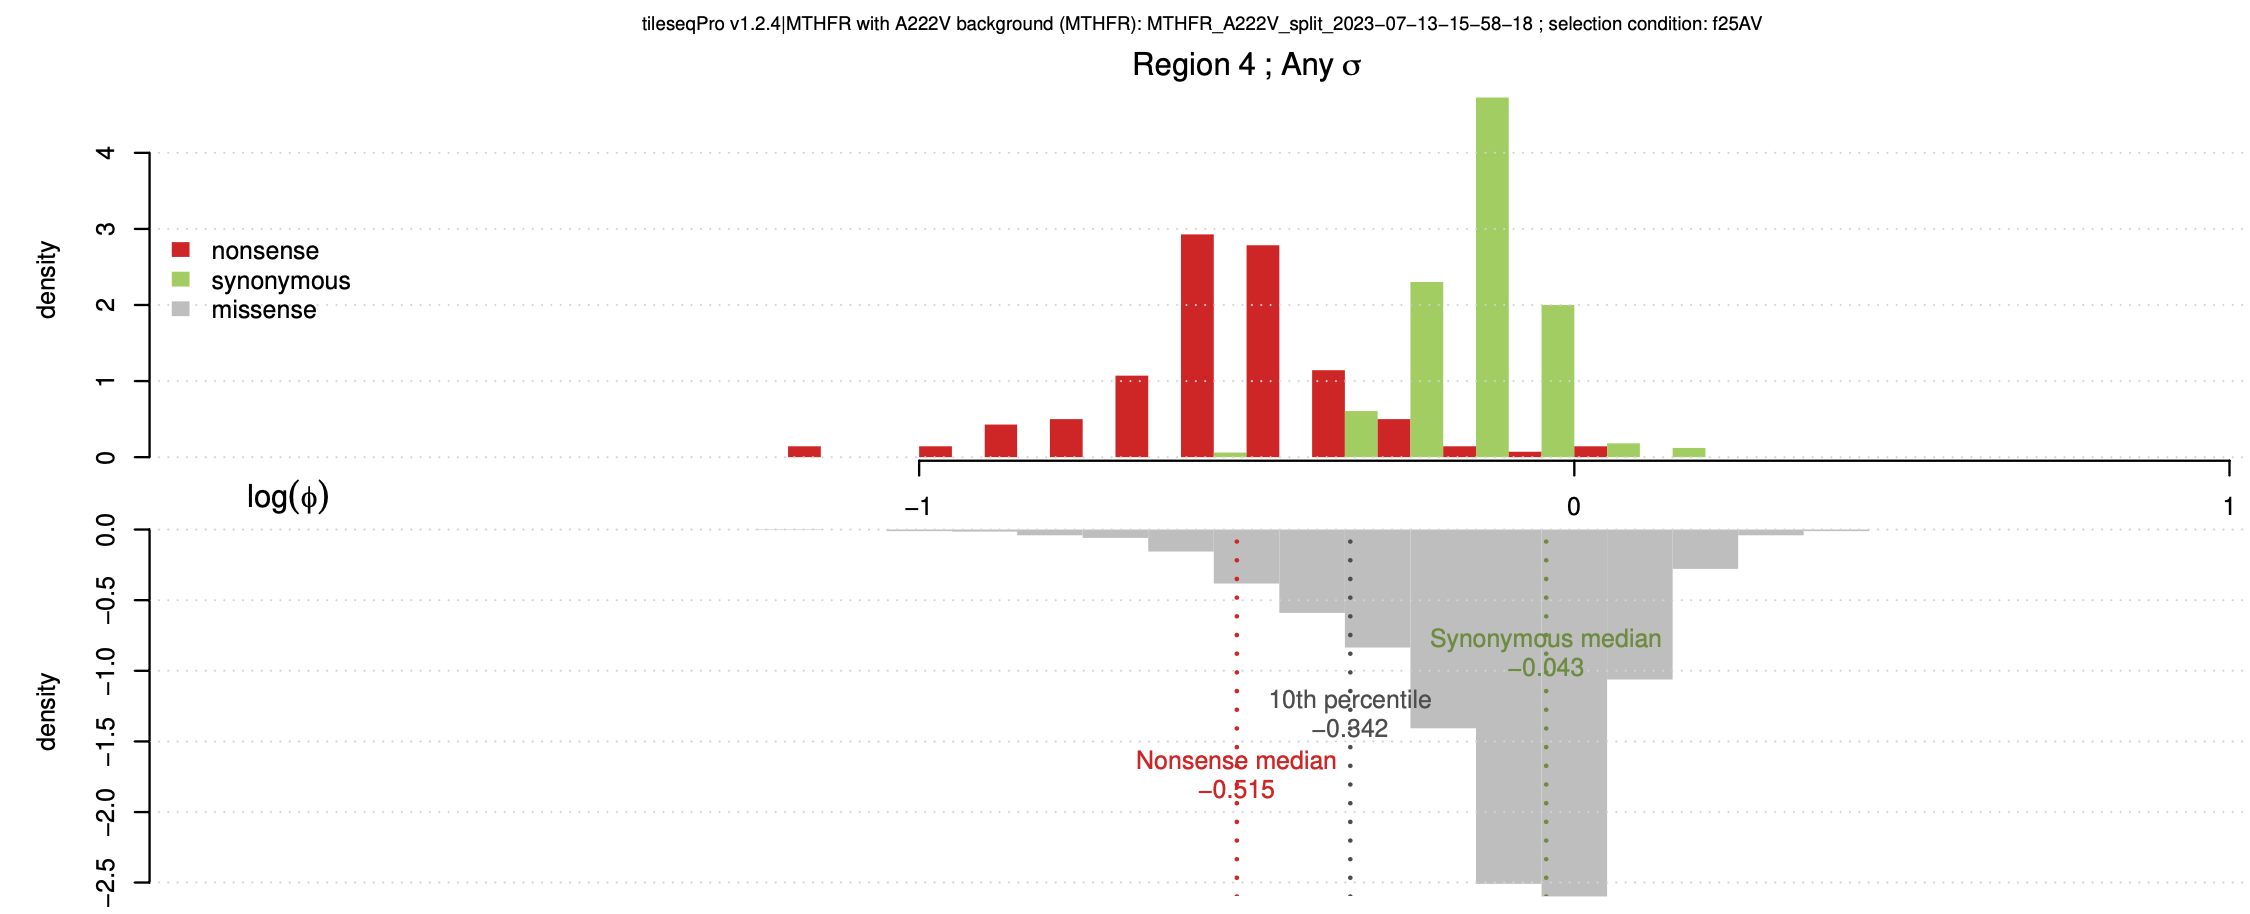 tileseqPro v1.2.4|MTHFR with A222V background (MTHFR): MTHFR_A222V_split_2023−07−13−15−58−18 ; selection condition: f25AV
Region 4 ; Any σ
density
4
3
2
1
0
nonsense
synonymous
missense
log(ϕ)
−1
0
1
density
0.0
−0.5
−1.0
−1.5
−2.0
−2.5
Synonymous median
−0.043
10th percentile
−0.342
Nonsense median
−0.515